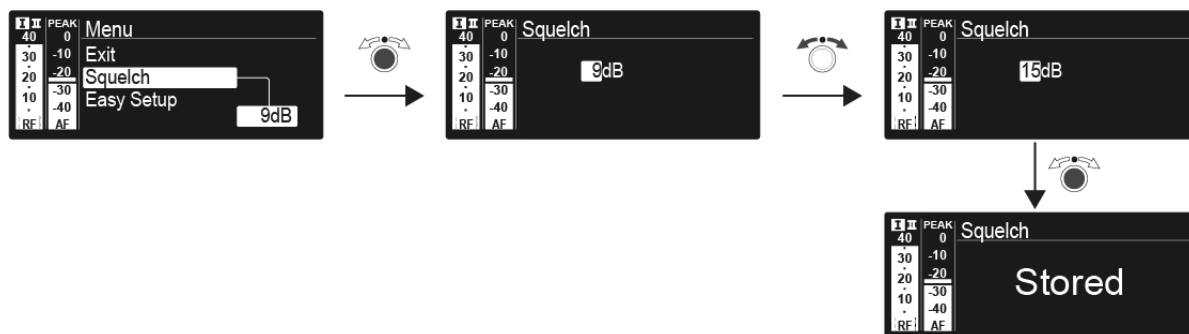 I II PEAK Menu
40 0
30 -10 Exit
20 -20 Squelch
10 -30 Easy Setup
-40 9dB
RF AF
I II PEAK Squelch
40 0
30 -10
20 -20 9dB
10 -30
-40
RF AF
I II PEAK Squelch
40 0
30 -10
20 -20 15dB
10 -30
-40
RF AF
I II PEAK Squelch
40 0
30 -10
20 -20 Stored
10 -30
-40
RF AF